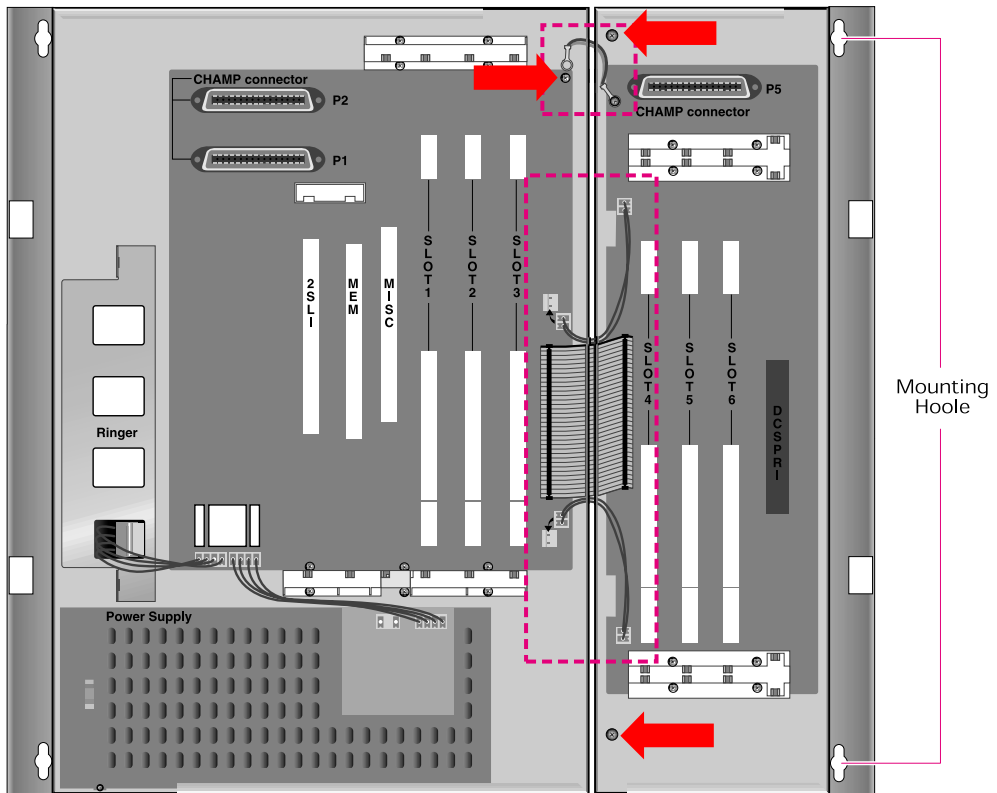 CHAMP connector
P2
P1
P5
CHAMP connector
2SLI
MEM
MISC
SLOT1
SLOT2
SLOT3
SLOT4
SLOT5
SLOT6
DCSPRI
Ringer
Power Supply
Mounting
Hoole